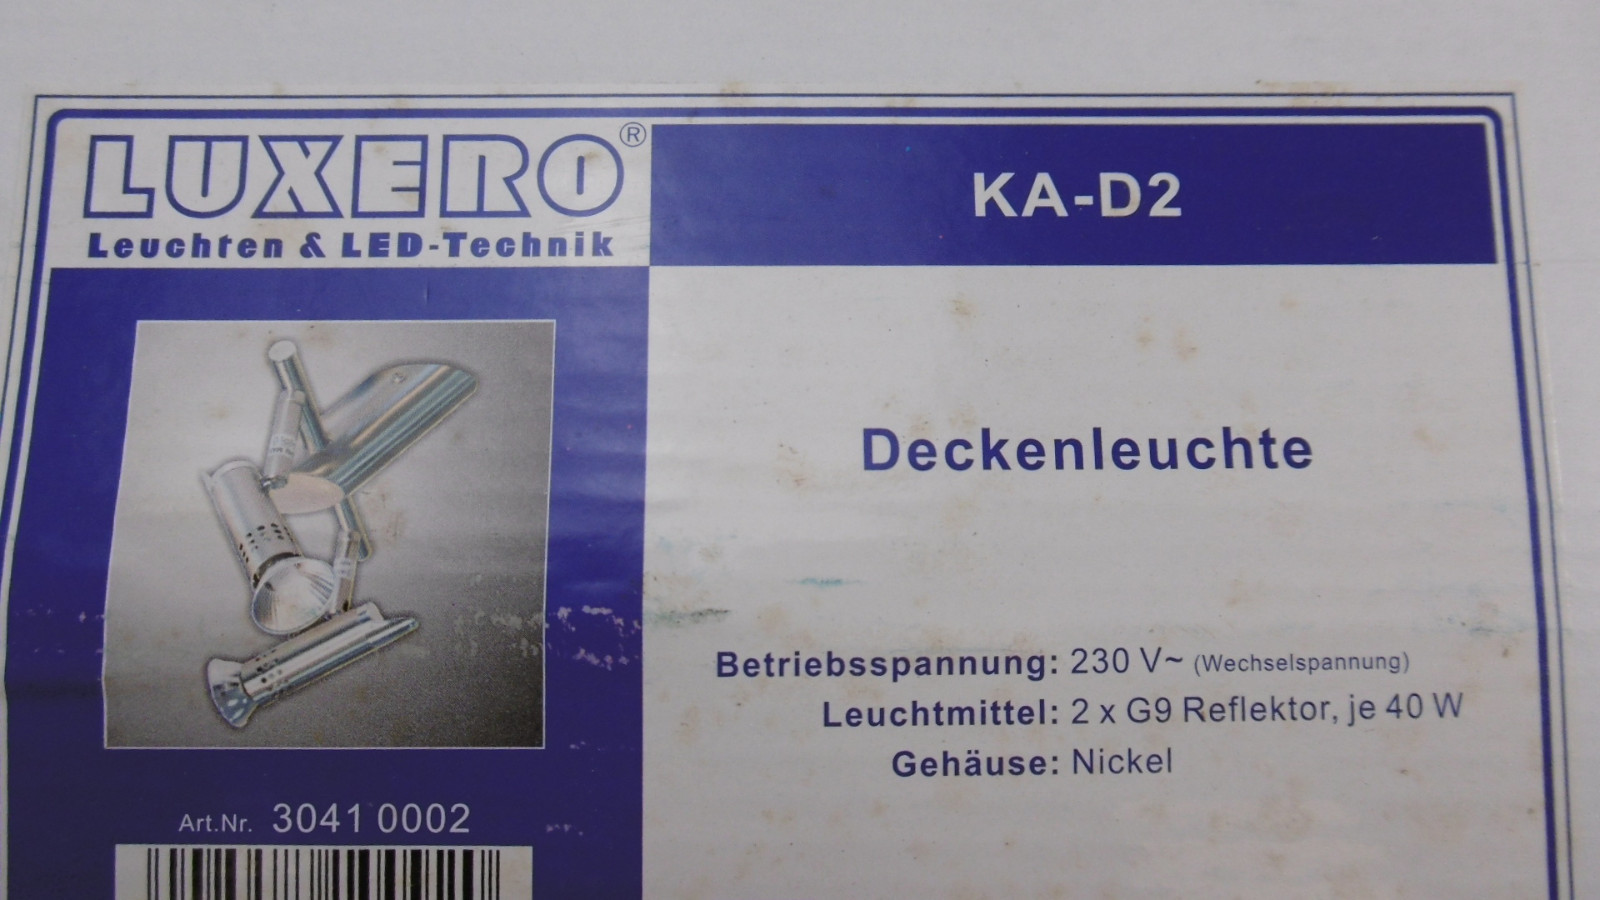 LUXERO®
Leuchten & LED-Technik
KA-D2
Deckenleuchte
Betriebsspannung: 230 V~ (Wechselspannung)
Leuchtmittel: 2 x G9 Reflektor, je 40 W
Gehäuse: Nickel
Art.Nr. 3041 0002